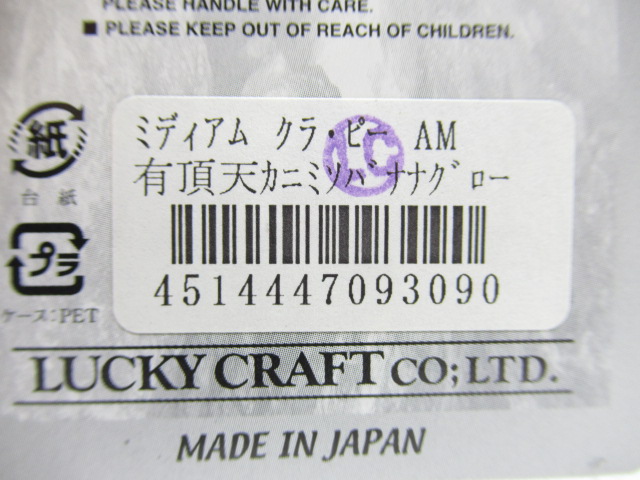 PLEASE HANDLE WITH CARE.
■ PLEASE KEEP OUT OF REACH OF CHILDREN.
紙
台紙
プラ
ケース:PET
ミディアム クラ・ピー AM
LC
有頂天カニミソバナナグロー
4514447093090
LUCKY CRAFT CO;LTD.
MADE IN JAPAN